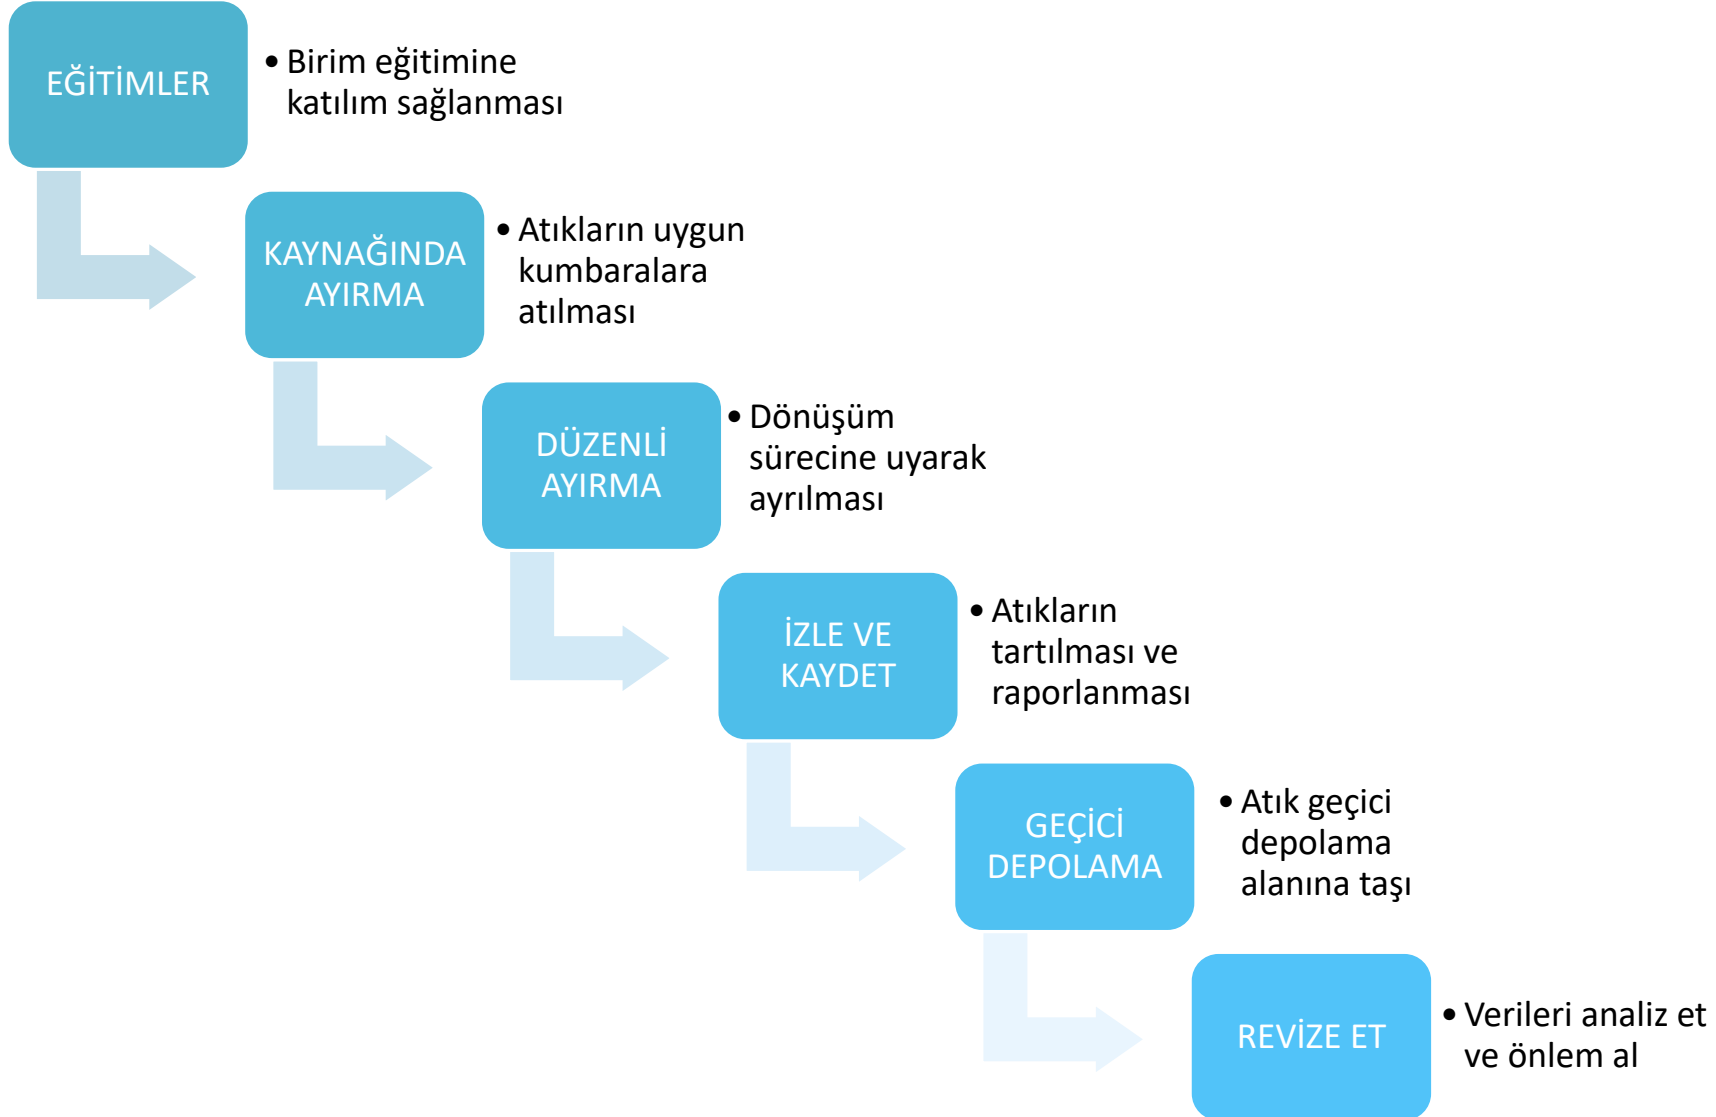 EĞİTİMLER
• Birim eğitimine
katılım sağlanması
KAYNAĞINDA
AYIRMA
• Atıkların uygun
kumbaralara
atılması
DÜZENLİ
AYIRMA
• Dönüşüm
sürecine uyarak
ayrılması
İZLE VE
KAYDET
• Atıkların
tartılması ve
raporlanması
GEÇİCİ
DEPOLAMA
• Atık geçici
depolama
alanına taşı
REVİZE ET
• Verileri analiz et
ve önlem al